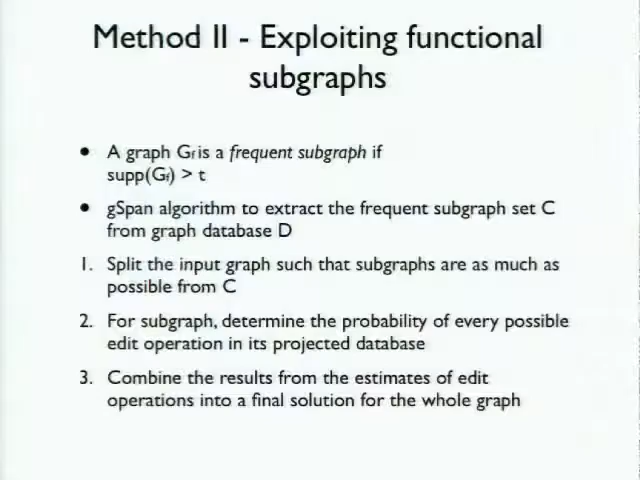 Method II - Exploiting functional
subgraphs
• A graph Gf is a frequent subgraph if
supp(Gf) > t
• gSpan algorithm to extract the frequent subgraph set C
from graph database D
1. Split the input graph such that subgraphs are as much as
possible from C
2. For subgraph, determine the probability of every possible
edit operation in its projected database
3. Combine the results from the estimates of edit
operations into a final solution for the whole graph